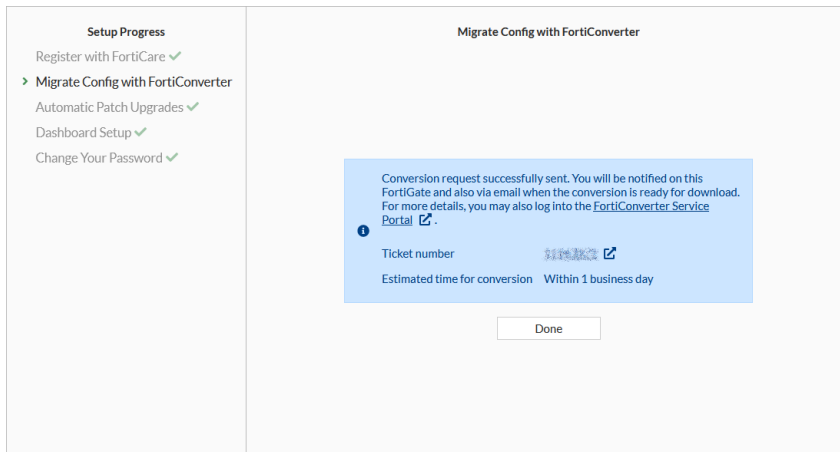 Setup Progress
Register with FortiCare
Migrate Config with FortiConverter
Automatic Patch Upgrades
Dashboard Setup
Change Your Password
Migrate Config with FortiConverter
Conversion request successfully sent. You will be notified on this
FortiGate and also via email when the conversion is ready for download.
For more details, you may also log into the FortiConverter Service
Portal .
Ticket number
Estimated time for conversion Within 1 business day
Done